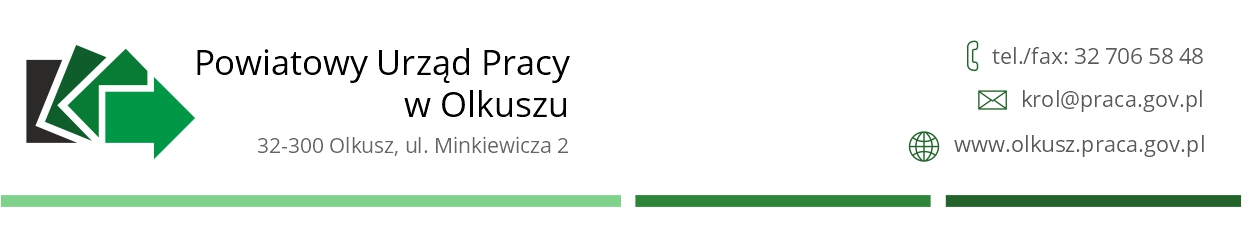 Powiatowy Urząd Pracy
w Olkuszu
32-300 Olkusz, ul. Minkiewicza 2
tel./fax: 32 706 58 48
krol@praca.gov.pl
www.olkusz.praca.gov.pl